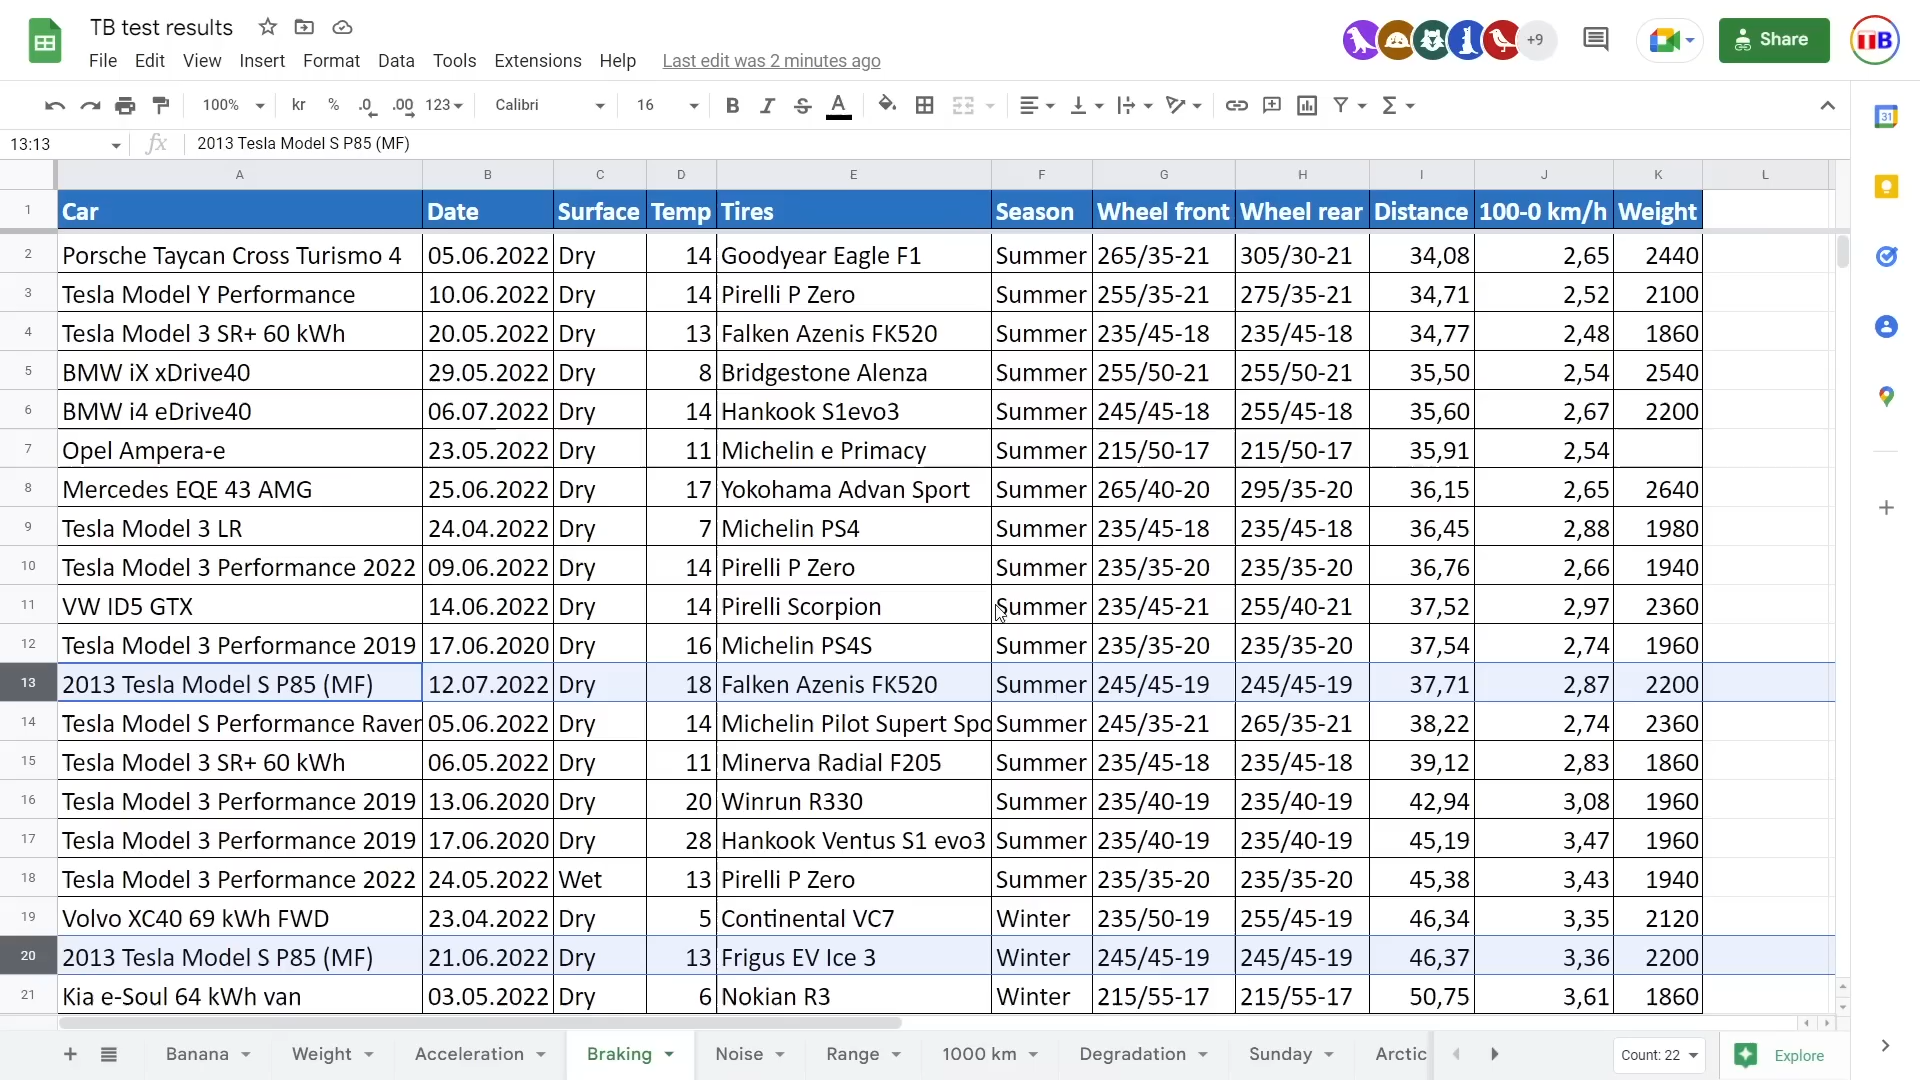 TB test results
File Edit View Insert Format Data Tools Extensions Help Last edit was 2 minutes ago
+9
Share
TB
100% kr % .0 .00 123 Calibri 16 B I S A
31
13:13 fx 2013 Tesla Model S P85 (MF)
A B C D E F G H I J K L
1 Car Date Surface Temp Tires Season Wheel front Wheel rear Distance 100-0 km/h Weight
2 Porsche Taycan Cross Turismo 4 05.06.2022 Dry 14 Goodyear Eagle F1 Summer 265/35-21 305/30-21 34,08 2,65 2440
3 Tesla Model Y Performance 10.06.2022 Dry 14 Pirelli P Zero Summer 255/35-21 275/35-21 34,71 2,52 2100
4 Tesla Model 3 SR+ 60 kWh 20.05.2022 Dry 13 Falken Azenis FK520 Summer 235/45-18 235/45-18 34,77 2,48 1860
5 BMW iX xDrive40 29.05.2022 Dry 8 Bridgestone Alenza Summer 255/50-21 255/50-21 35,50 2,54 2540
6 BMW i4 eDrive40 06.07.2022 Dry 14 Hankook S1evo3 Summer 245/45-18 255/45-18 35,60 2,67 2200
7 Opel Ampera-e 23.05.2022 Dry 11 Michelin e Primacy Summer 215/50-17 215/50-17 35,91 2,54
8 Mercedes EQE 43 AMG 25.06.2022 Dry 17 Yokohama Advan Sport Summer 265/40-20 295/35-20 36,15 2,65 2640
9 Tesla Model 3 LR 24.04.2022 Dry 7 Michelin PS4 Summer 235/45-18 235/45-18 36,45 2,88 1980
10 Tesla Model 3 Performance 2022 09.06.2022 Dry 14 Pirelli P Zero Summer 235/35-20 235/35-20 36,76 2,66 1940
11 VW ID5 GTX 14.06.2022 Dry 14 Pirelli Scorpion Summer 235/45-21 255/40-21 37,52 2,97 2360
12 Tesla Model 3 Performance 2019 17.06.2020 Dry 16 Michelin PS4S Summer 235/35-20 235/35-20 37,54 2,74 1960
13 2013 Tesla Model S P85 (MF) 12.07.2022 Dry 18 Falken Azenis FK520 Summer 245/45-19 245/45-19 37,71 2,87 2200
14 Tesla Model S Performance Raven 05.06.2022 Dry 14 Michelin Pilot Supert Spo Summer 245/35-21 265/35-21 38,22 2,74 2360
15 Tesla Model 3 SR+ 60 kWh 06.05.2022 Dry 11 Minerva Radial F205 Summer 235/45-18 235/45-18 39,12 2,83 1860
16 Tesla Model 3 Performance 2019 13.06.2020 Dry 20 Winrun R330 Summer 235/40-19 235/40-19 42,94 3,08 1960
17 Tesla Model 3 Performance 2019 17.06.2020 Dry 28 Hankook Ventus S1 evo3 Summer 235/40-19 235/40-19 45,19 3,47 1960
18 Tesla Model 3 Performance 2022 24.05.2022 Wet 13 Pirelli P Zero Summer 235/35-20 235/35-20 45,38 3,43 1940
19 Volvo XC40 69 kWh FWD 23.04.2022 Dry 5 Continental VC7 Winter 235/50-19 255/45-19 46,34 3,35 2120
20 2013 Tesla Model S P85 (MF) 21.06.2022 Dry 13 Frigus EV Ice 3 Winter 245/45-19 245/45-19 46,37 3,36 2200
21 Kia e-Soul 64 kWh van 03.05.2022 Dry 6 Nokian R3 Winter 215/55-17 215/55-17 50,75 3,61 1860
Banana Weight Acceleration Braking Noise Range 1000 km Degradation Sunday Arctic Count: 22 Explore